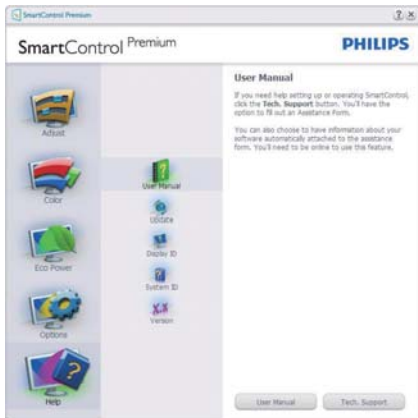 SmartControl Premium
SmartControl Premium
PHILIPS
Adjust
Color
Eco Power
Options
Help
User Manual
Update
Display ID
System ID
Version
User Manual
If you need help setting up or operating SmartControl,
click the Tech. Support button. You'll have the
option to fill out an Assistance Form.
You can also choose to have information about your
software automatically attached to the assistance
form. You'll need to be online to use this feature.
User Manual
Tech. Support